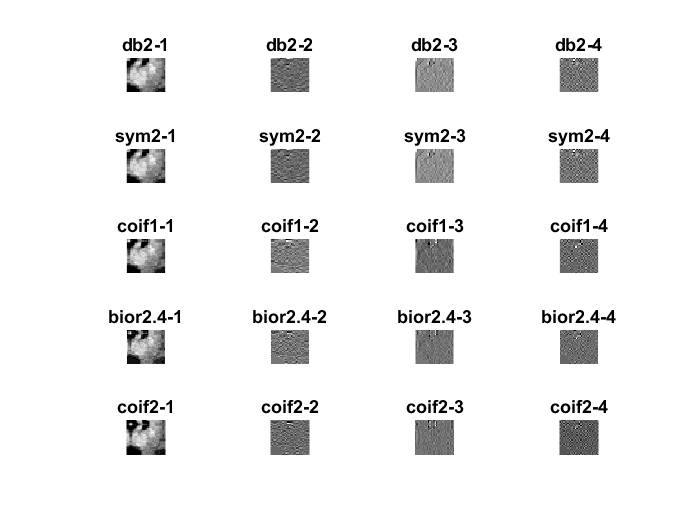 db2-1 db2-2 db2-3 db2-4
sym2-1 sym2-2 sym2-3 sym2-4
coif1-1 coif1-2 coif1-3 coif1-4
bior2.4-1 bior2.4-2 bior2.4-3 bior2.4-4
coif2-1 coif2-2 coif2-3 coif2-4